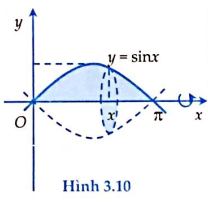 y
y = sinx
O
x
π
x
Hình 3.10